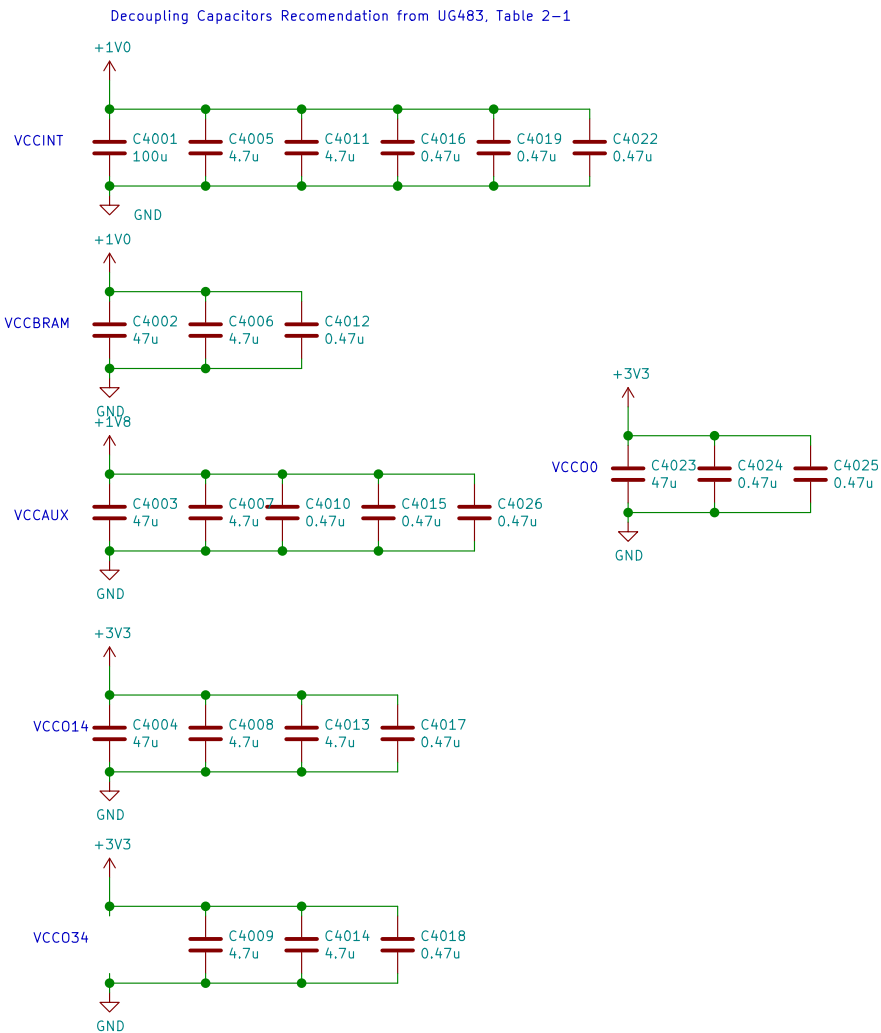 Decoupling Capacitors Recomendation from UG483, Table 2-1
+1V0
VCCINT
C4001
100u
C4005
4.7u
C4011
4.7u
C4016
0.47u
C4019
0.47u
C4022
0.47u
GND
+1V0
VCCBRAM
C4002
47u
C4006
4.7u
C4012
0.47u
GND
+1V8
VCCAUX
C4003
47u
C4007
4.7u
C4010
0.47u
C4015
0.47u
C4026
0.47u
GND
+3V3
VCCO0
C4023
47u
C4024
0.47u
C4025
0.47u
GND
+3V3
VCCO14
C4004
47u
C4008
4.7u
C4013
4.7u
C4017
0.47u
GND
+3V3
VCCO34
C4009
4.7u
C4014
4.7u
C4018
0.47u
GND